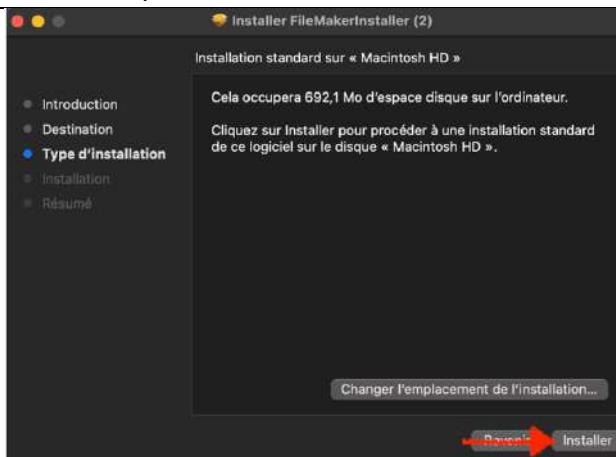 Installer FileMakerInstaller (2)
Installation standard sur « Macintosh HD »
Introduction
Destination
Type d'installation
Installation
Résumé
Cela occupera 692,1 Mo d'espace disque sur l'ordinateur.
Cliquez sur Installer pour procéder à une installation standard
de ce logiciel sur le disque « Macintosh HD ».
Changer l'emplacement de l'installation...
Installer